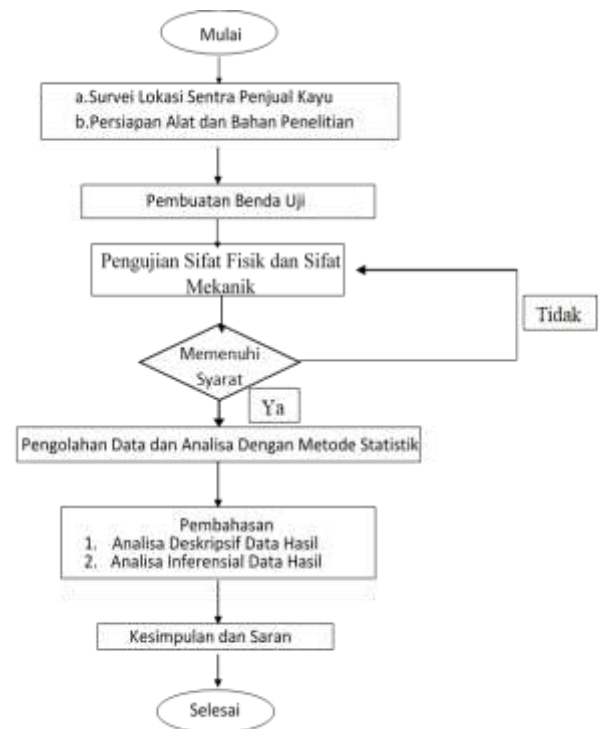 Mulai
a.Survei Lokasi Sentra Penjual Kayu
b.Persiapan Alat dan Bahan Penelitian
Pembuatan Benda Uji
Pengujian Sifat Fisik dan Sifat
Mekanik
Tidak
Memenuhi
Syarat
Ya
Pengolahan Data dan Analisa Dengan Metode Statistik
Pembahasan
1. Analisa Deskripsif Data Hasil
2. Analisa Inferensial Data Hasil
Kesimpulan dan Saran
Selesai